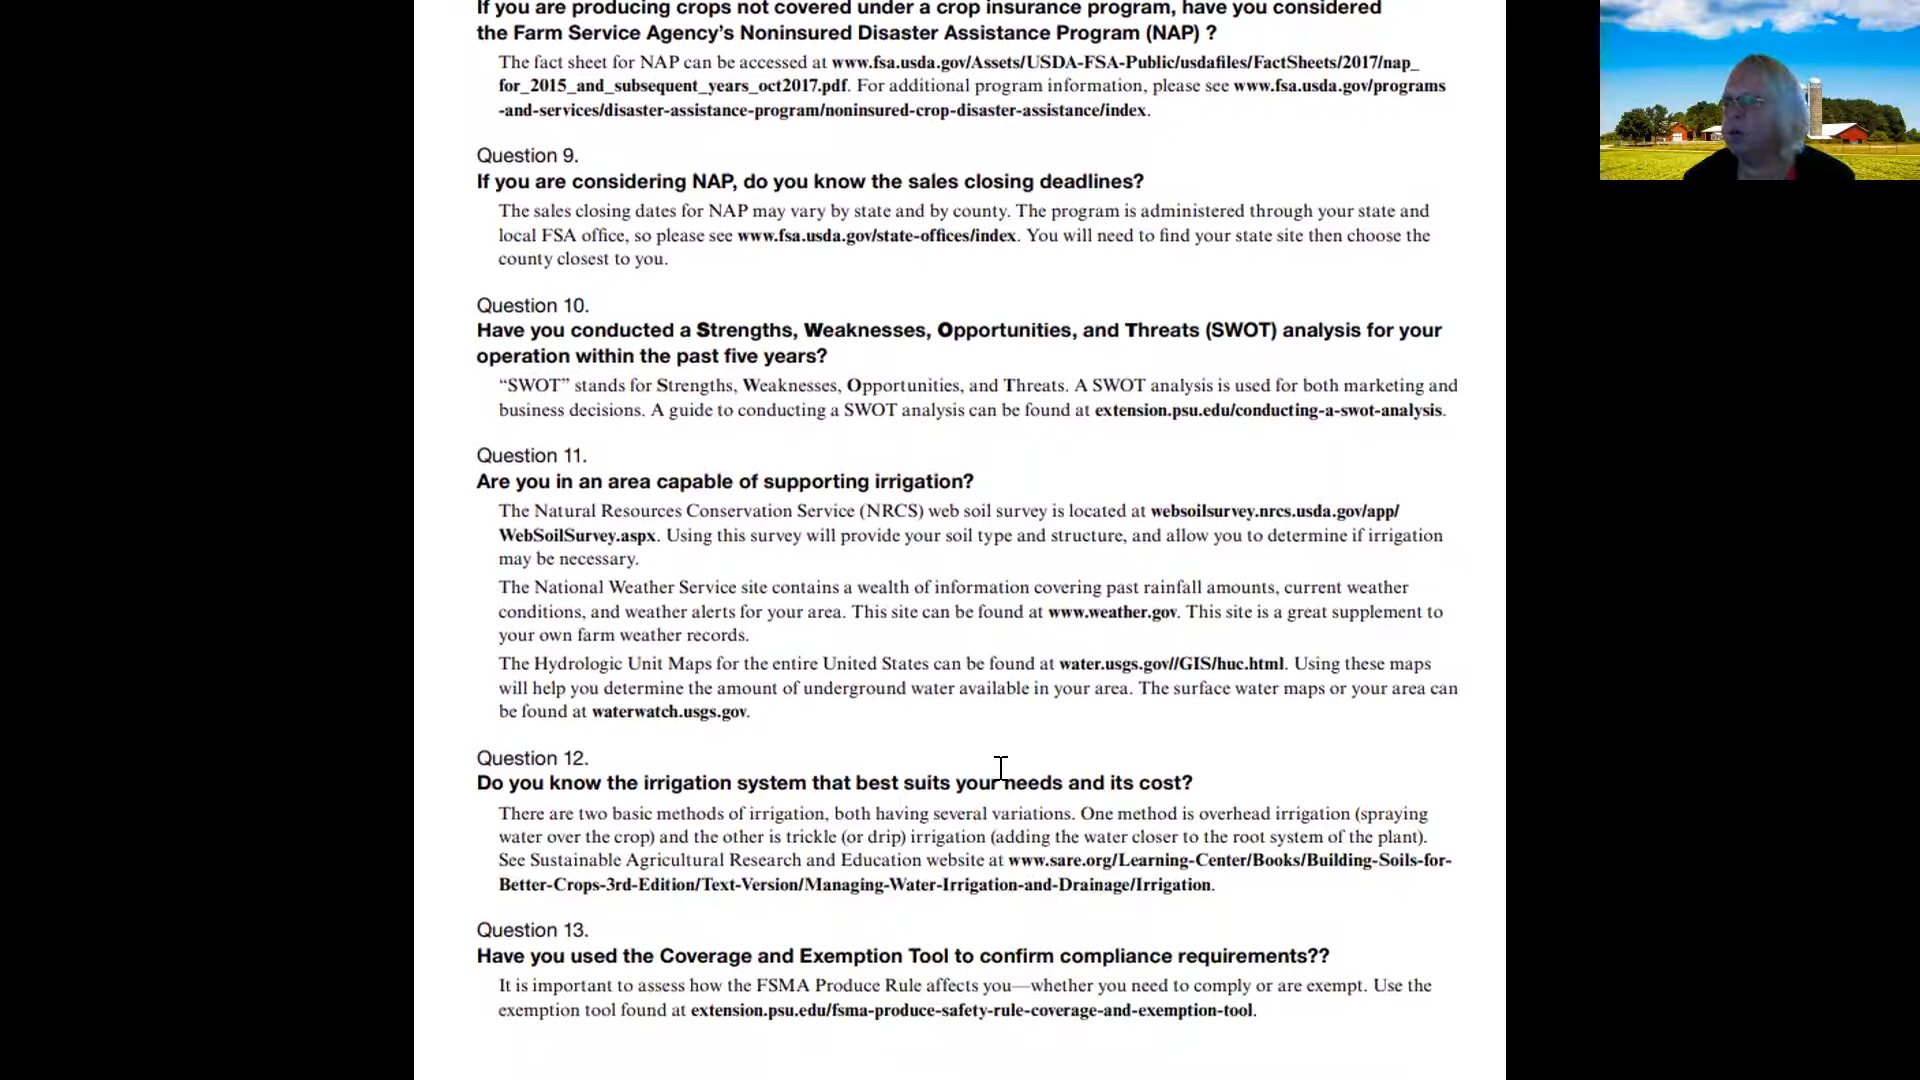 If you are producing crops not covered under a crop insurance program, have you considered
the Farm Service Agency’s Noninsured Disaster Assistance Program (NAP) ?
The fact sheet for NAP can be accessed at www.fsa.usda.gov/Assets/USDA-FSA-Public/usdafiles/FactSheets/2017/nap_
for_2015_and_subsequent_years_oct2017.pdf. For additional program information, please see www.fsa.usda.gov/programs
-and-services/disaster-assistance-program/noninsured-crop-disaster-assistance/index.
Question 9.
If you are considering NAP, do you know the sales closing deadlines?
The sales closing dates for NAP may vary by state and by county. The program is administered through your state and
local FSA office, so please see www.fsa.usda.gov/state-offices/index. You will need to find your state site then choose the
county closest to you.
Question 10.
Have you conducted a Strengths, Weaknesses, Opportunities, and Threats (SWOT) analysis for your
operation within the past five years?
“SWOT” stands for Strengths, Weaknesses, Opportunities, and Threats. A SWOT analysis is used for both marketing and
business decisions. A guide to conducting a SWOT analysis can be found at extension.psu.edu/conducting-a-swot-analysis.
Question 11.
Are you in an area capable of supporting irrigation?
The Natural Resources Conservation Service (NRCS) web soil survey is located at websoilsurvey.nrcs.usda.gov/app/
WebSoilSurvey.aspx. Using this survey will provide your soil type and structure, and allow you to determine if irrigation
may be necessary.
The National Weather Service site contains a wealth of information covering past rainfall amounts, current weather
conditions, and weather alerts for your area. This site can be found at www.weather.gov. This site is a great supplement to
your own farm weather records.
The Hydrologic Unit Maps for the entire United States can be found at water.usgs.gov//GIS/huc.html. Using these maps
will help you determine the amount of underground water available in your area. The surface water maps or your area can
be found at waterwatch.usgs.gov.
Question 12.
Do you know the irrigation system that best suits your needs and its cost?
There are two basic methods of irrigation, both having several variations. One method is overhead irrigation (spraying
water over the crop) and the other is trickle (or drip) irrigation (adding the water closer to the root system of the plant).
See Sustainable Agricultural Research and Education website at www.sare.org/Learning-Center/Books/Building-Soils-for-
Better-Crops-3rd-Edition/Text-Version/Managing-Water-Irrigation-and-Drainage/Irrigation.
Question 13.
Have you used the Coverage and Exemption Tool to confirm compliance requirements??
It is important to assess how the FSMA Produce Rule affects you—whether you need to comply or are exempt. Use the
exemption tool found at extension.psu.edu/fsma-produce-safety-rule-coverage-and-exemption-tool.